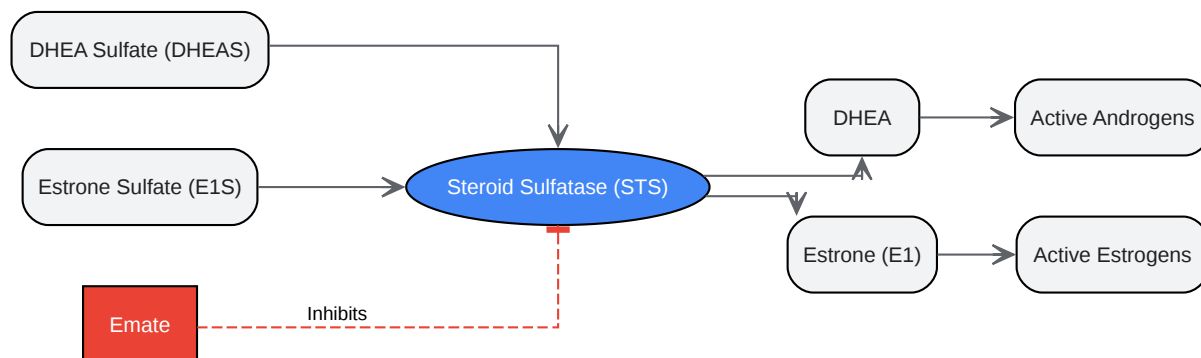 DHEA Sulfate (DHEAS)
DHEA
Active Androgens
Estrone Sulfate (E1S)
Steroid Sulfatase (STS)
Estrone (E1)
Active Estrogens
Inhibits
Emate